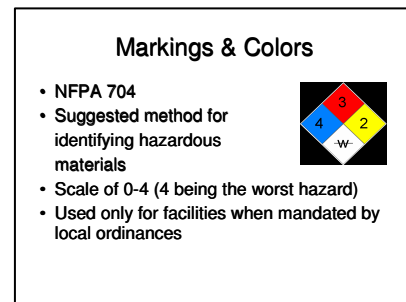 Markings & Colors
• NFPA 704
• Suggested method for
identifying hazardous
materials
• Scale of 0-4 (4 being the worst hazard)
• Used only for facilities when mandated by
local ordinances
3
4 2
W